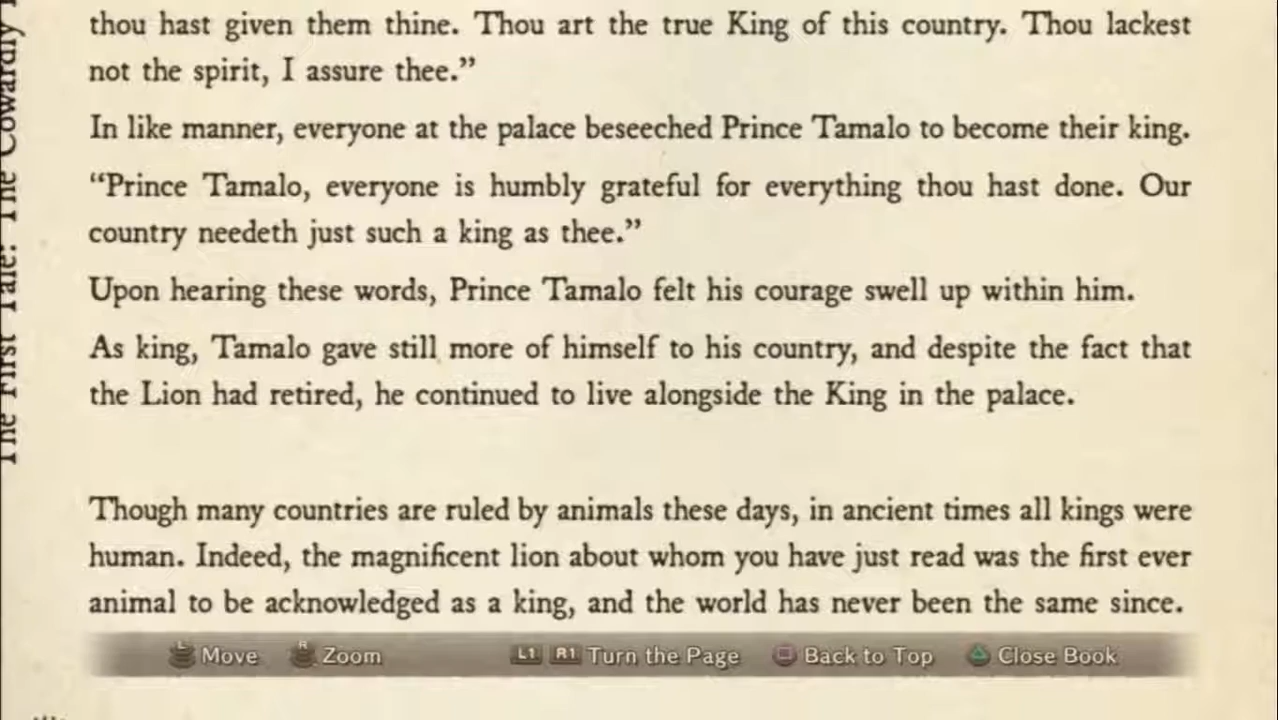 thou hast given them thine. Thou art the true King of this country. Thou lackest
not the spirit, I assure thee.”
In like manner, everyone at the palace beseeched Prince Tamalo to become their king.
“Prince Tamalo, everyone is humbly grateful for everything thou hast done. Our
country needeth just such a king as thee.”
Upon hearing these words, Prince Tamalo felt his courage swell up within him.
As king, Tamalo gave still more of himself to his country, and despite the fact that
the Lion had retired, he continued to live alongside the King in the palace.
Though many countries are ruled by animals these days, in ancient times all kings were
human. Indeed, the magnificent lion about whom you have just read was the first ever
animal to be acknowledged as a king, and the world has never been the same since.
L Move R Zoom L1 R1 Turn the Page Back to Top Close Book
The First Tale: The Cowardly